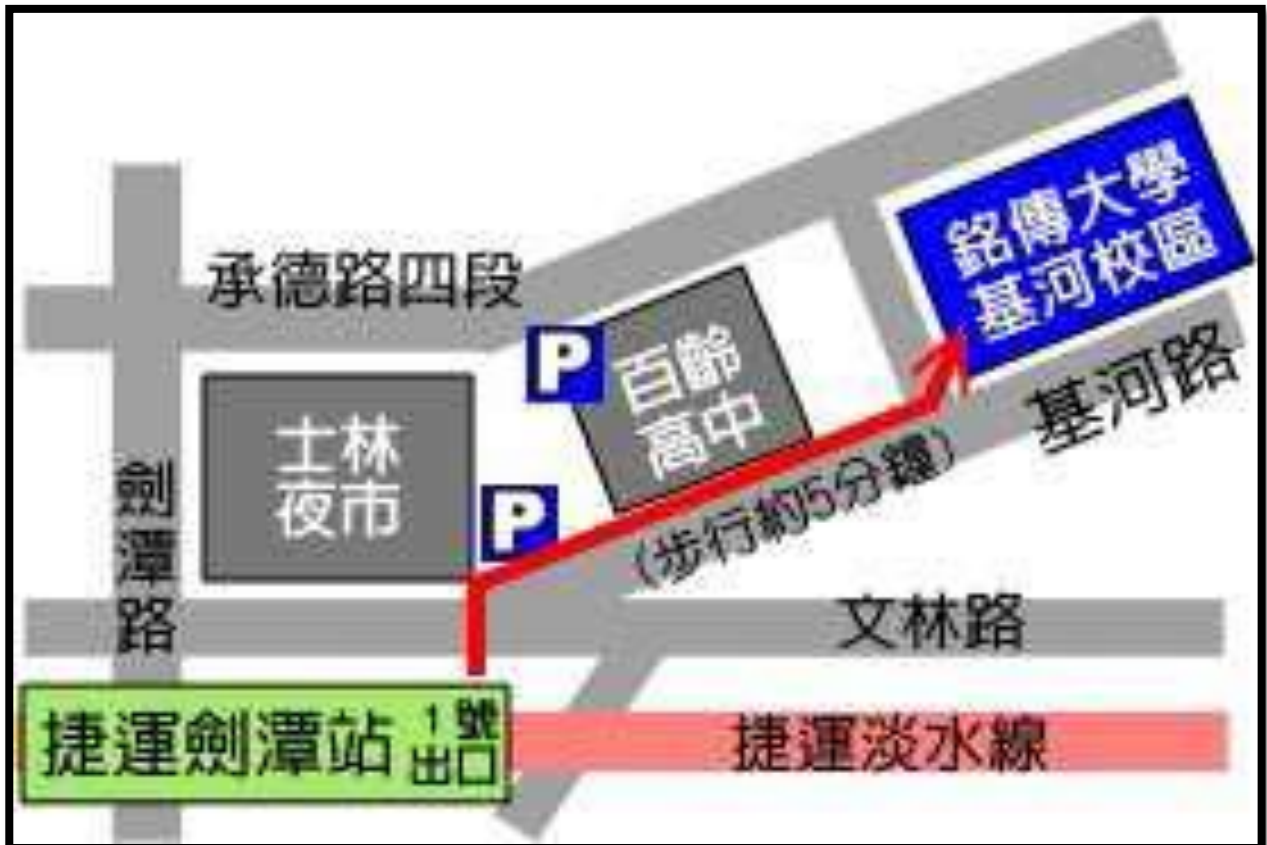 銘傳大學
基河校區
承德路四段
P
百齡
高中
基河路
士林
夜市
P
劍潭路
(步行約5分鐘)
文林路
捷運劍潭站 1號
出口
捷運淡水線